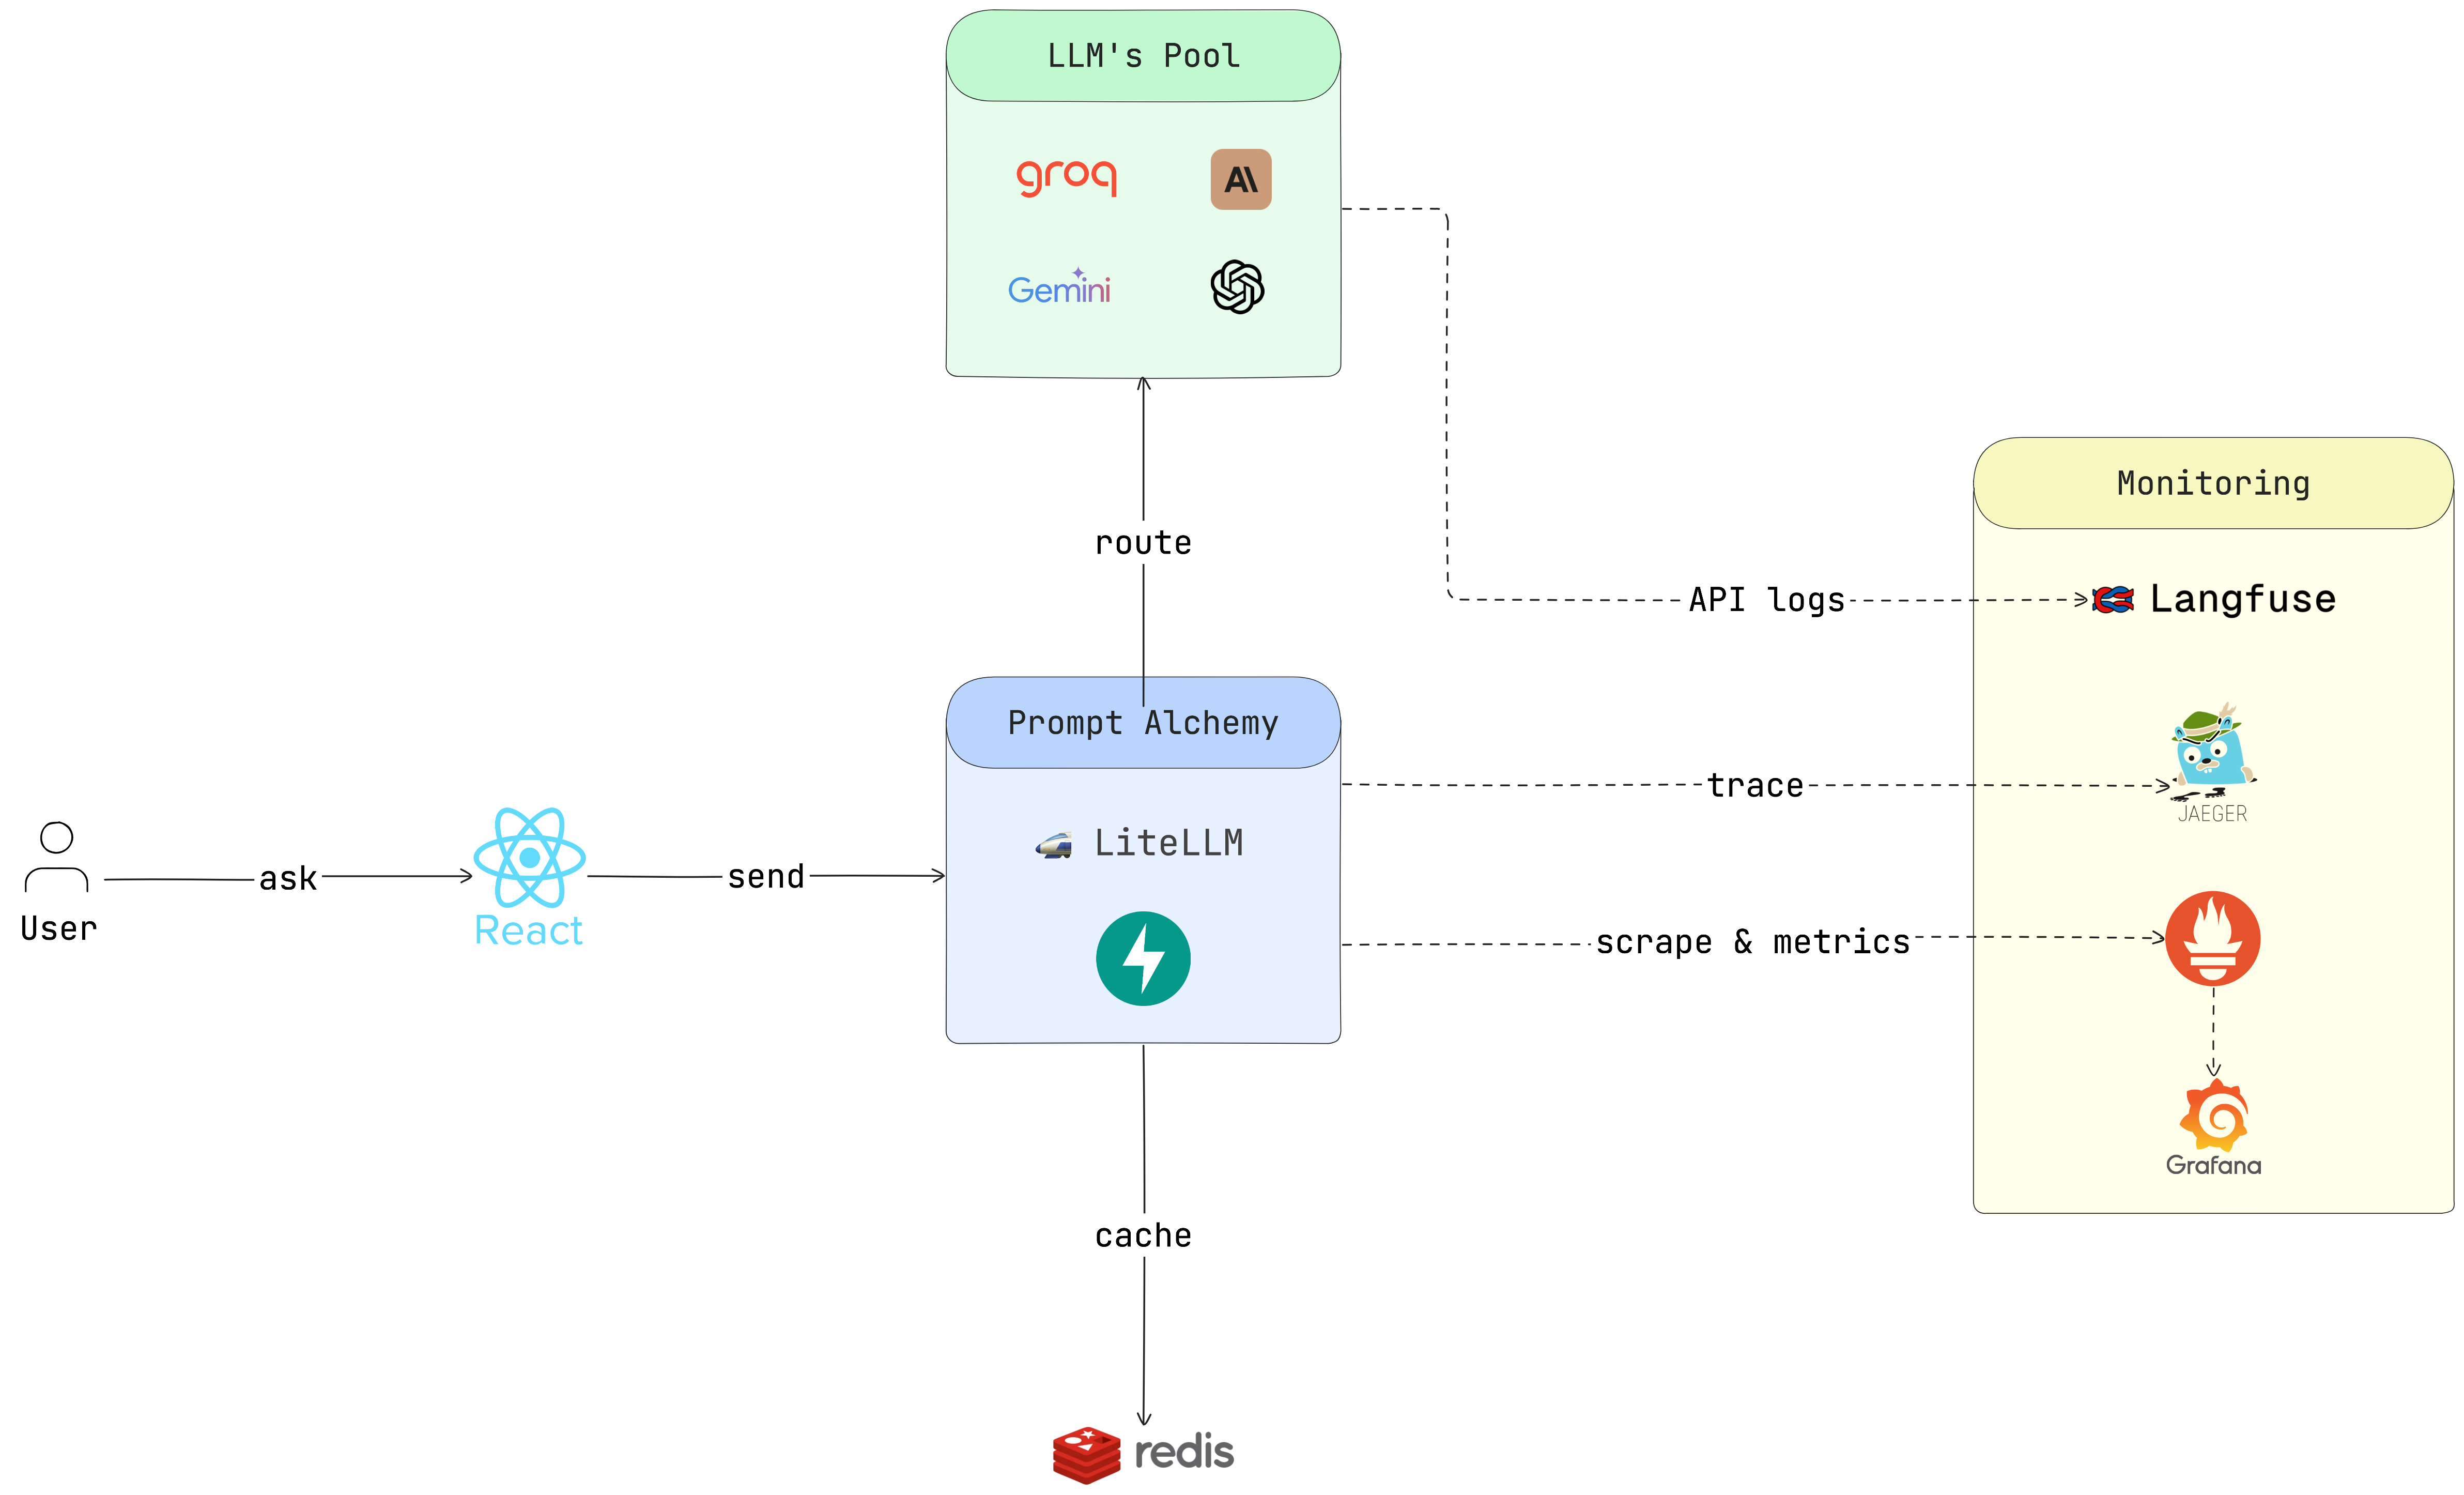 LLM's Pool
groq
Gemini
route
Monitoring
API logs
Langfuse
Prompt Alchemy
trace
JAEGER
LiteLLM
User
ask
React
send
scrape & metrics
Grafana
cache
redis